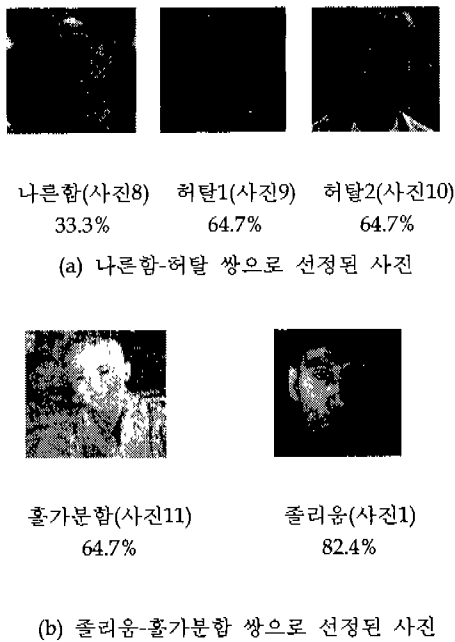 나른함(사진8) 허탈1(사진9) 허탈2(사진10)
33.3% 64.7% 64.7%
(a) 나른함-허탈 쌍으로 선정된 사진
홀가분함(사진11) 졸리움(사진1)
64.7% 82.4%
(b) 졸리움-홀가분함 쌍으로 선정된 사진